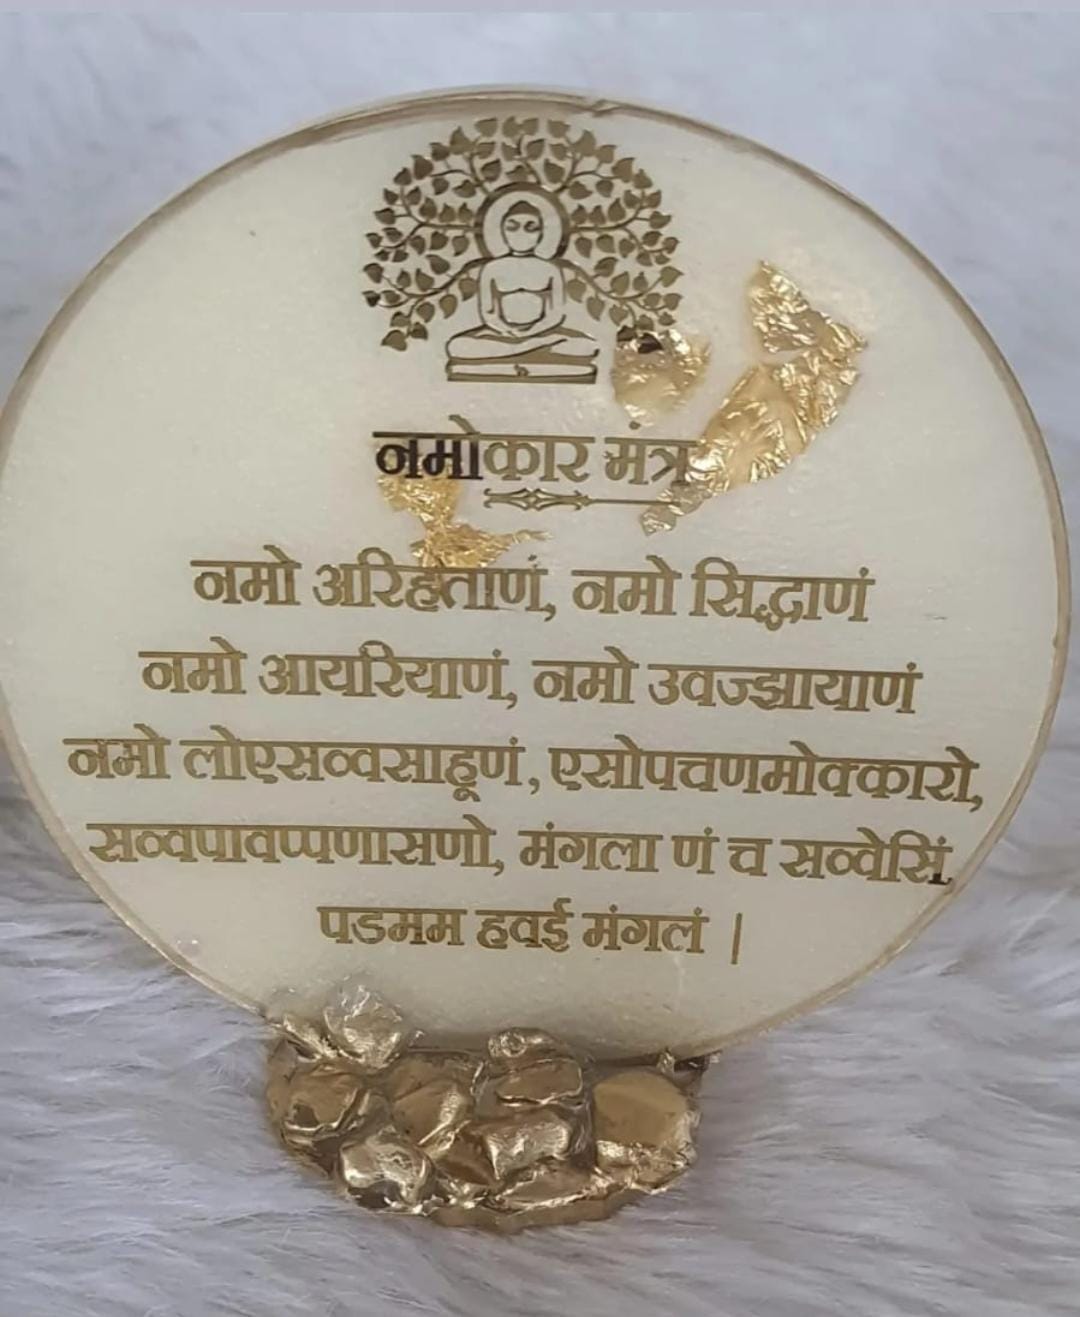 नमोकार मंत्र
नमो अरिहताणं, नमो सिद्धाणं
नमो आयरियाणं, नमो उवज्झायाणं
नमो लोएसव्वसाहूणं, एसोपचणमोक्कारो,
सव्वपावप्पणासणो, मंगला णं च सव्वेसिं,
पडमम हवई मंगलं |